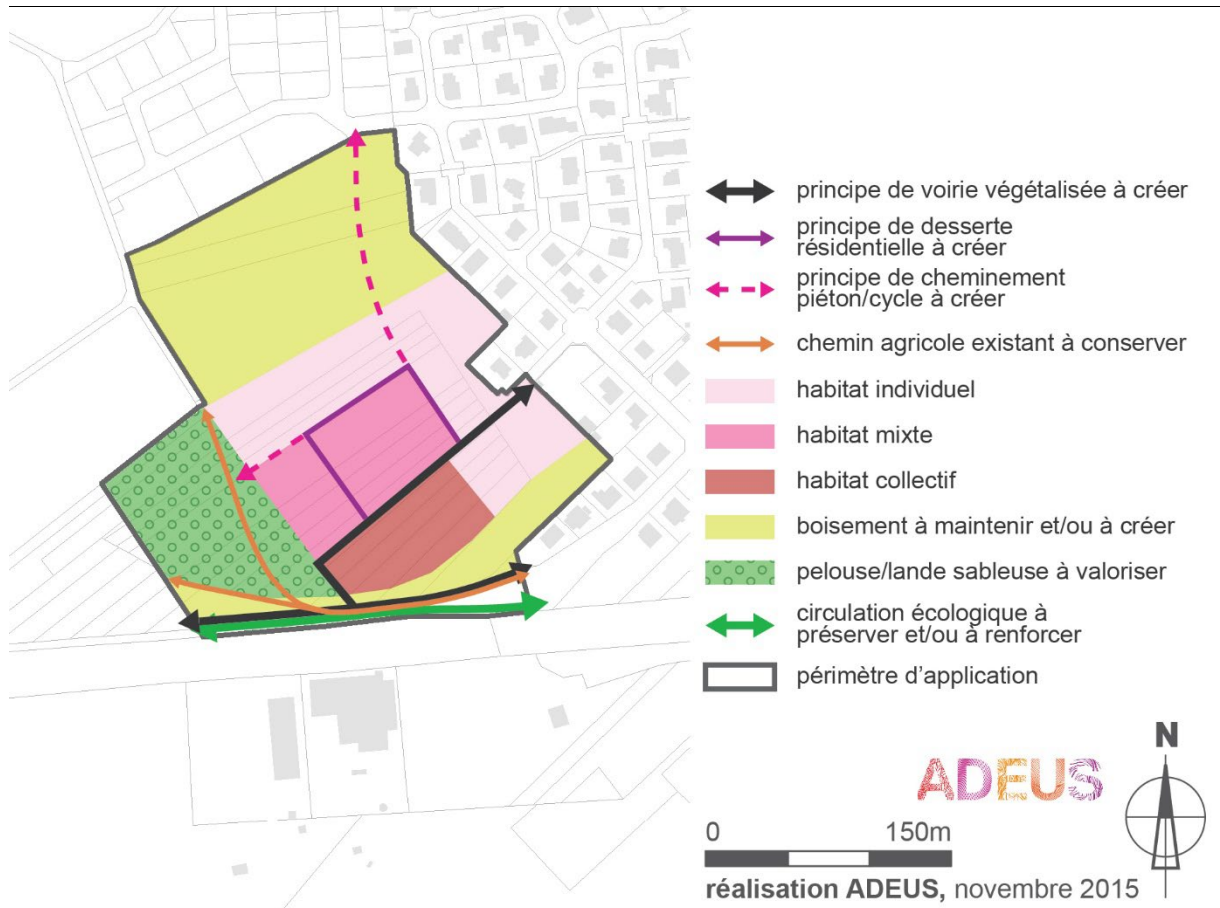 principe de voirie végétalisée à créer
principe de desserte
résidentielle à créer
principe de cheminement
piéton/cycle à créer
chemin agricole existant à conserver
habitat individuel
habitat mixte
habitat collectif
boisement à maintenir et/ou à créer
pelouse/lande sableuse à valoriser
circulation écologique à
préserver et/ou à renforcer
périmètre d'application
N
ADEUS
0 150m
réalisation ADEUS, novembre 2015